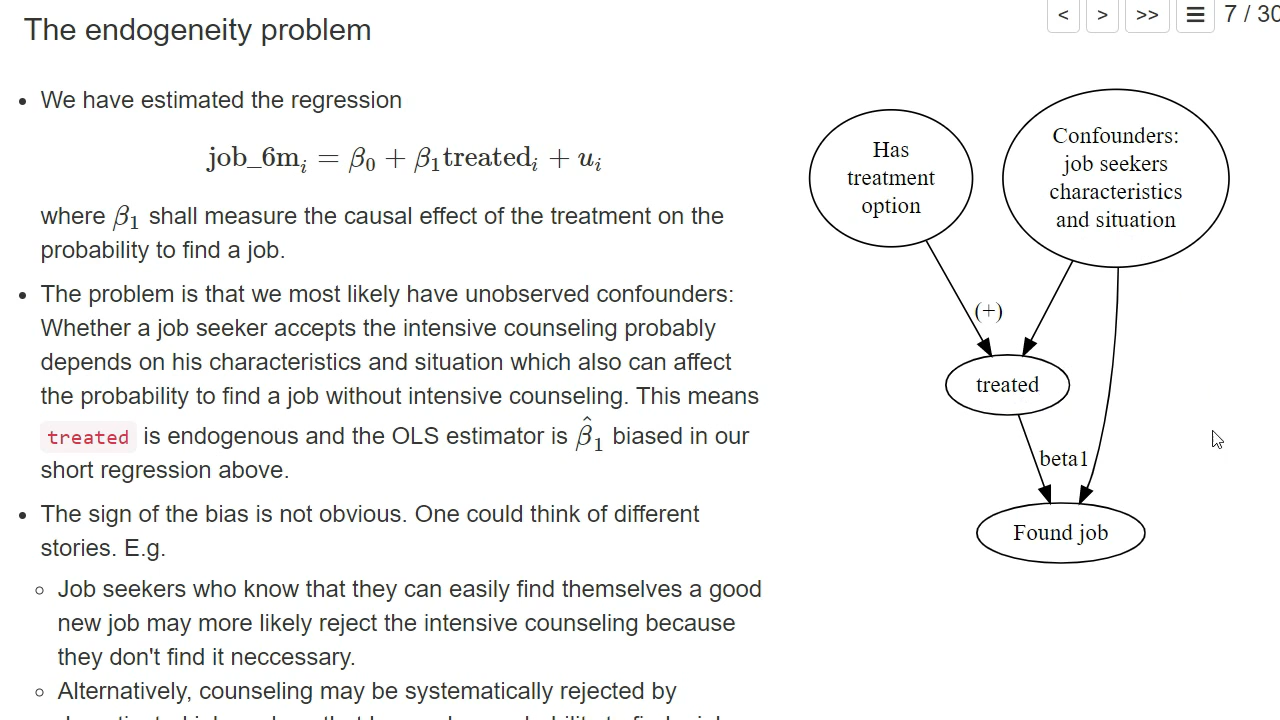 The endogeneity problem
< > >> ☰ 7 / 30
• We have estimated the regression
job_6mᵢ = β₀ + β₁treatedᵢ + uᵢ
where β₁ shall measure the causal effect of the treatment on the
probability to find a job.
• The problem is that we most likely have unobserved confounders:
Whether a job seeker accepts the intensive counseling probably
depends on his characteristics and situation which also can affect
the probability to find a job without intensive counseling. This means
treated is endogenous and the OLS estimator is β̂₁ biased in our
short regression above.
• The sign of the bias is not obvious. One could think of different
stories. E.g.
○ Job seekers who know that they can easily find themselves a good
new job may more likely reject the intensive counseling because
they don't find it neccessary.
○ Alternatively, counseling may be systematically rejected by
Has
treatment
option
Confounders:
job seekers
characteristics
and situation
(+)
treated
beta1
Found job